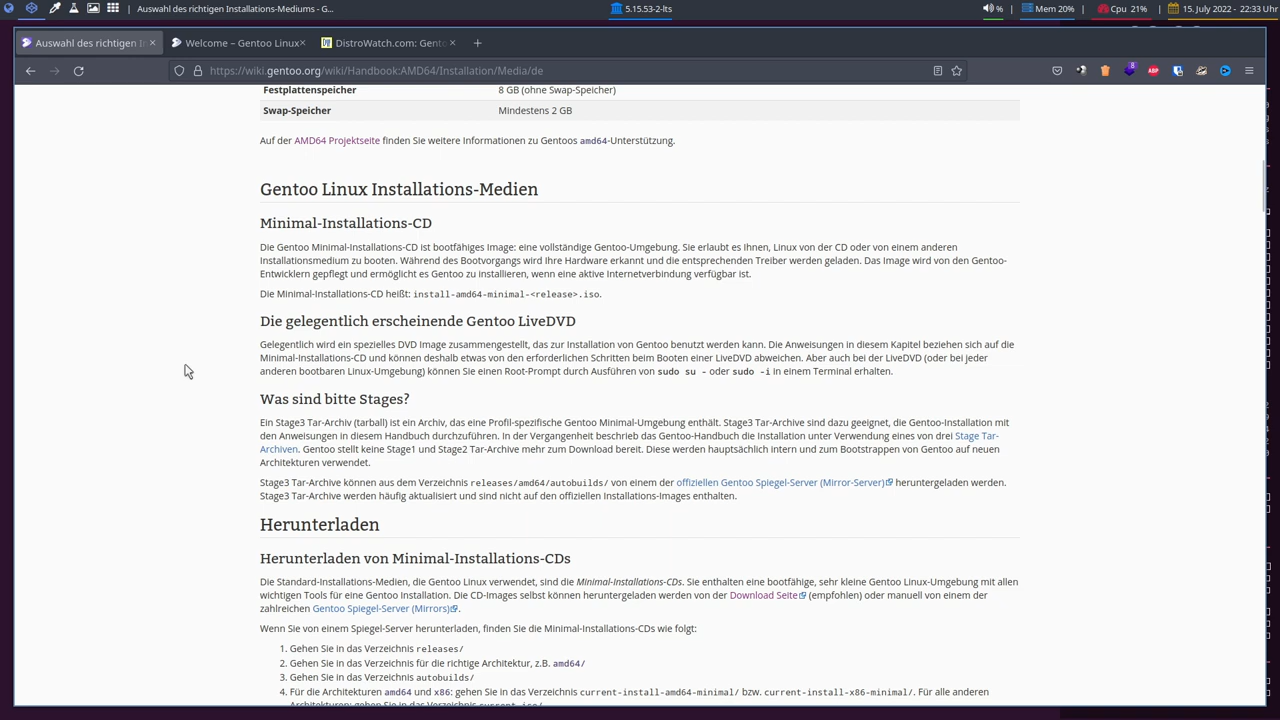 Auswahl des richtigen Installations-Mediums - G...
5.15.53-2-lts
%
Mem 20%
Cpu 21%
15. July 2022 - 22:33 Uhr
Auswahl des richtigen I
Welcome – Gentoo Linux
DistroWatch.com: Gento
https://wiki.gentoo.org/wiki/Handbook:AMD64/Installation/Media/de
8
ABP
Festplattenspeicher 8 GB (ohne Swap-Speicher)
Swap-Speicher Mindestens 2 GB
Auf der AMD64 Projektseite finden Sie weitere Informationen zu Gentoos amd64-Unterstützung.
Gentoo Linux Installations-Medien
Minimal-Installations-CD
Die Gentoo Minimal-Installations-CD ist bootfähiges Image: eine vollständige Gentoo-Umgebung. Sie erlaubt es Ihnen, Linux von der CD oder von einem anderen
Installationsmedium zu booten. Während des Bootvorgangs wird Ihre Hardware erkannt und die entsprechenden Treiber werden geladen. Das Image wird von den Gentoo-
Entwicklern gepflegt und ermöglicht es Gentoo zu installieren, wenn eine aktive Internetverbindung verfügbar ist.
Die Minimal-Installations-CD heißt: install-amd64-minimal-<release>.iso.
Die gelegentlich erscheinende Gentoo LiveDVD
Gelegentlich wird ein spezielles DVD Image zusammengestellt, das zur Installation von Gentoo benutzt werden kann. Die Anweisungen in diesem Kapitel beziehen sich auf die
Minimal-Installations-CD und können deshalb etwas von den erforderlichen Schritten beim Booten einer LiveDVD abweichen. Aber auch bei der LiveDVD (oder bei jeder
anderen bootbaren Linux-Umgebung) können Sie einen Root-Prompt durch Ausführen von sudo su - oder sudo -i in einem Terminal erhalten.
Was sind bitte Stages?
Ein Stage3 Tar-Archiv (tarball) ist ein Archiv, das eine Profil-spezifische Gentoo Minimal-Umgebung enthält. Stage3 Tar-Archive sind dazu geeignet, die Gentoo-Installation mit
den Anweisungen in diesem Handbuch durchzuführen. In der Vergangenheit beschrieb das Gentoo-Handbuch die Installation unter Verwendung eines von drei Stage Tar-
Archiven. Gentoo stellt keine Stage1 und Stage2 Tar-Archive mehr zum Download bereit. Diese werden hauptsächlich intern und zum Bootstrappen von Gentoo auf neuen
Architekturen verwendet.
Stage3 Tar-Archive können aus dem Verzeichnis releases/amd64/autobuilds/ von einem der offiziellen Gentoo Spiegel-Server (Mirror-Server) heruntergeladen werden.
Stage3 Tar-Archive werden häufig aktualisiert und sind nicht auf den offiziellen Installations-Images enthalten.
Herunterladen
Herunterladen von Minimal-Installations-CDs
Die Standard-Installations-Medien, die Gentoo Linux verwendet, sind die Minimal-Installations-CDs. Sie enthalten eine bootfähige, sehr kleine Gentoo Linux-Umgebung mit allen
wichtigen Tools für eine Gentoo Installation. Die CD-Images selbst können heruntergeladen werden von der Download Seite (empfohlen) oder manuell von einem der
zahlreichen Gentoo Spiegel-Server (Mirrors).
Wenn Sie von einem Spiegel-Server herunterladen, finden Sie die Minimal-Installations-CDs wie folgt:
1. Gehen Sie in das Verzeichnis releases/
2. Gehen Sie in das Verzeichnis für die richtige Architektur, z.B. amd64/
3. Gehen Sie in das Verzeichnis autobuilds/
4. Für die Architekturen amd64 und x86: gehen Sie in das Verzeichnis current-install-amd64-minimal/ bzw. current-install-x86-minimal/. Für alle anderen
Architekturen: gehen Sie in das Verzeichnis current-iso/